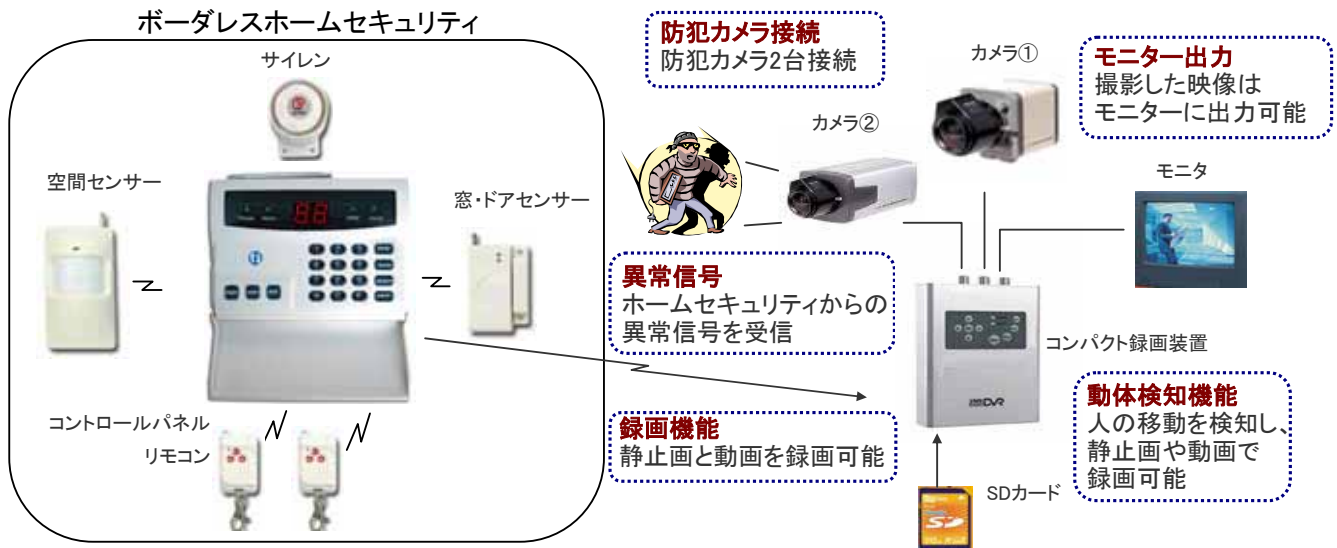 ボーダレスホームセキュリティ
サイレン
空間センサー
窓・ドアセンサー
コントロールパネル
リモコン
防犯カメラ接続
防犯カメラ2台接続
カメラ①
カメラ②
モニター出力
撮影した映像は
モニターに出力可能
モニタ
異常信号
ホームセキュリティからの
異常信号を受信
コンパクト録画装置
録画機能
静止画と動画を録画可能
動体検知機能
人の移動を検知し、
静止画や動画で
録画可能
SDカード
88
DVR
SD